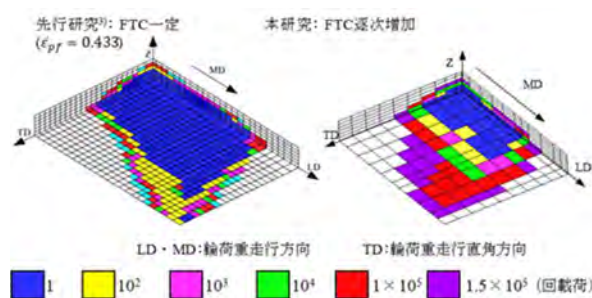 先行研究³⁾: FTC一定
本研究: FTC逐次増加
(ε_pf = 0.433)
Z
MD
TD
LD
Z
MD
TD
LD
LD・MD:輪荷重走行方向
TD:輪荷重走行直角方向
1
10²
10³
10⁴
1 × 10⁵
1.5 × 10⁵ (回載荷)